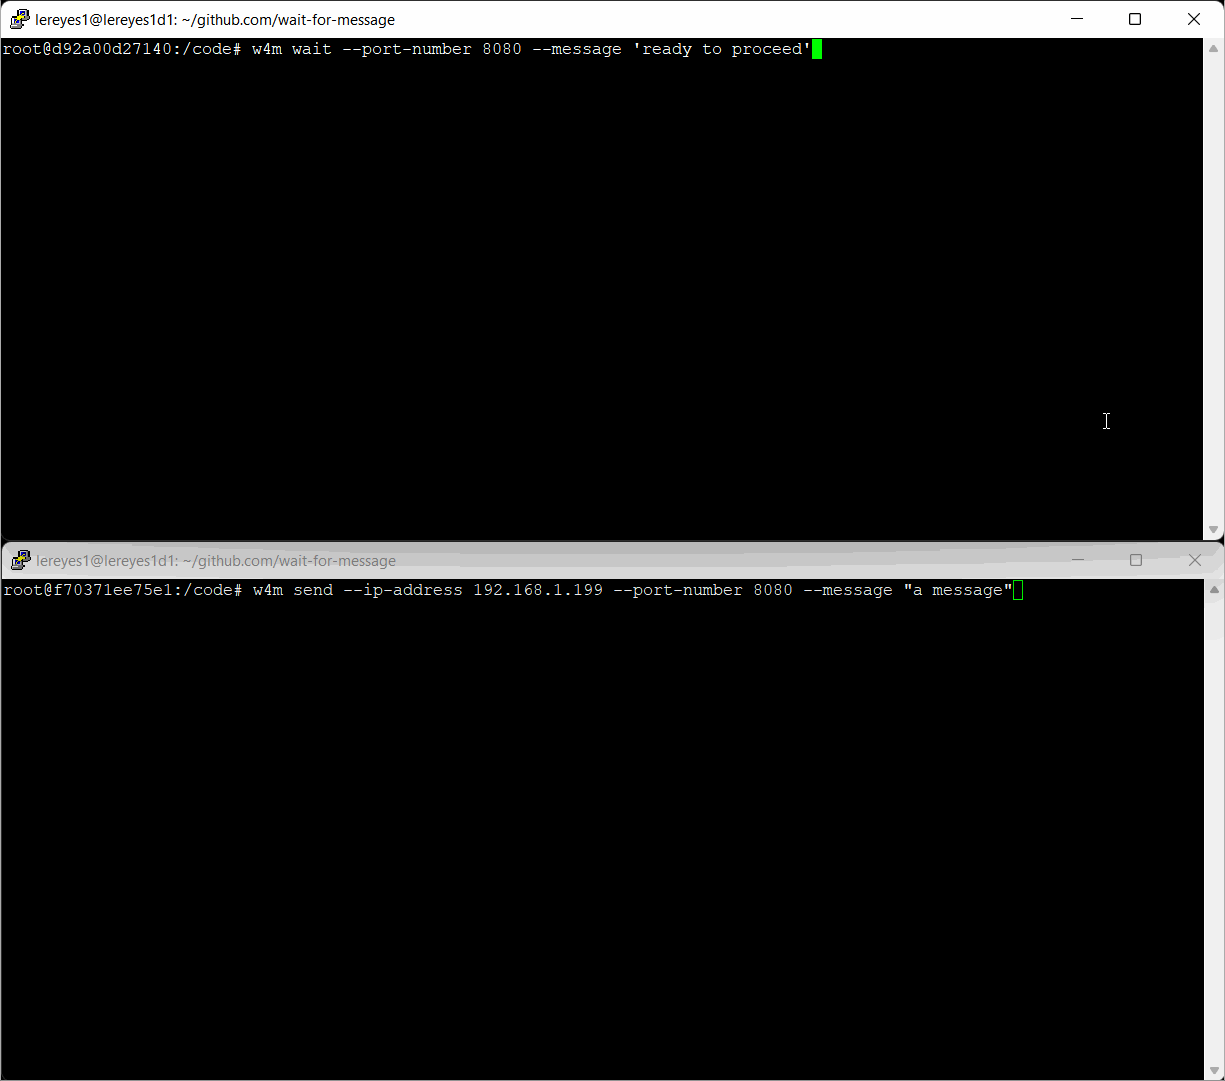 lereyes1@lereyes1d1: ~/github.com/wait-for-message
root@d92a00d27140:/code# w4m wait --port-number 8080 --message 'ready to proceed'
lereyes1@lereyes1d1: ~/github.com/wait-for-message
root@f70371ee75e1:/code# w4m send --ip-address 192.168.1.199 --port-number 8080 --message "a message"